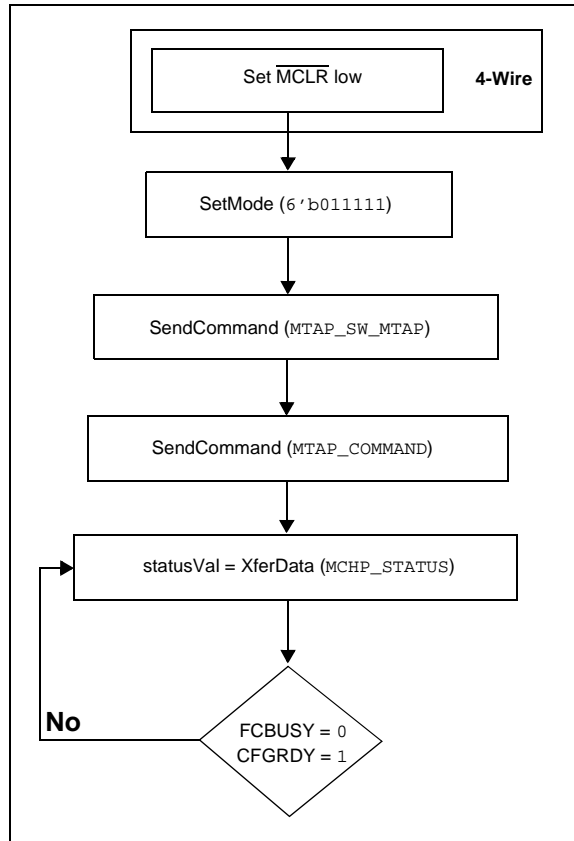 Set MCLR low
4-Wire
SetMode (6'b011111)
SendCommand (MTAP_SW_MTAP)
SendCommand (MTAP_COMMAND)
statusVal = XferData (MCHP_STATUS)
No
FCBUSY = 0
CFGRDY = 1